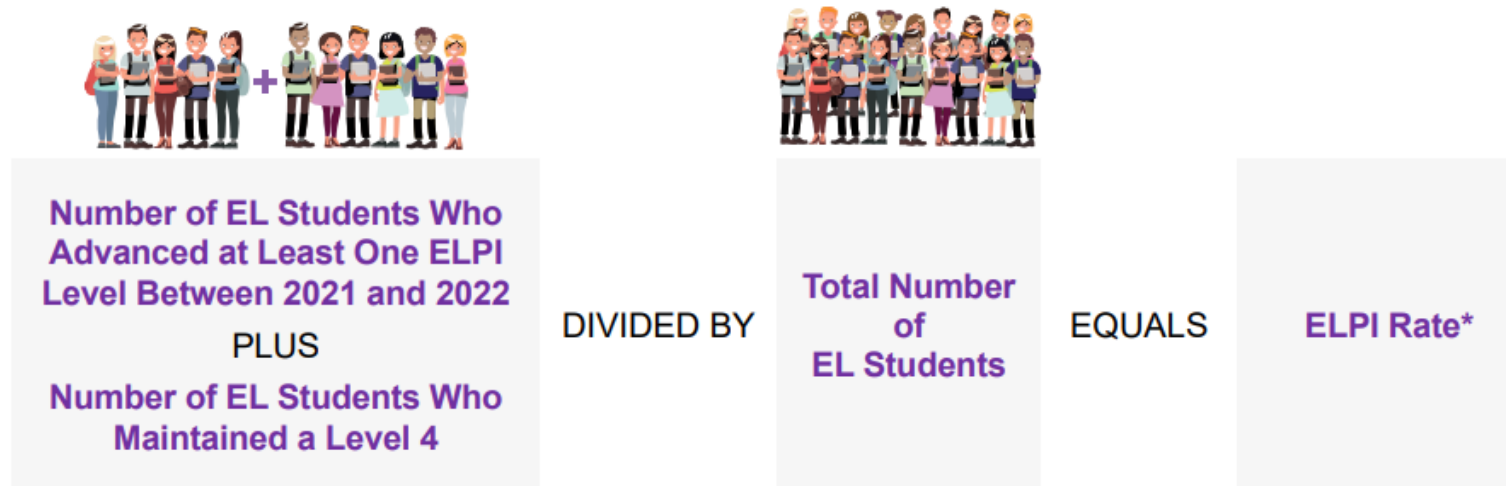 +
Number of EL Students Who
Advanced at Least One ELPI
Level Between 2021 and 2022
PLUS
Number of EL Students Who
Maintained a Level 4
DIVIDED BY
Total Number
of
EL Students
EQUALS
ELPI Rate*